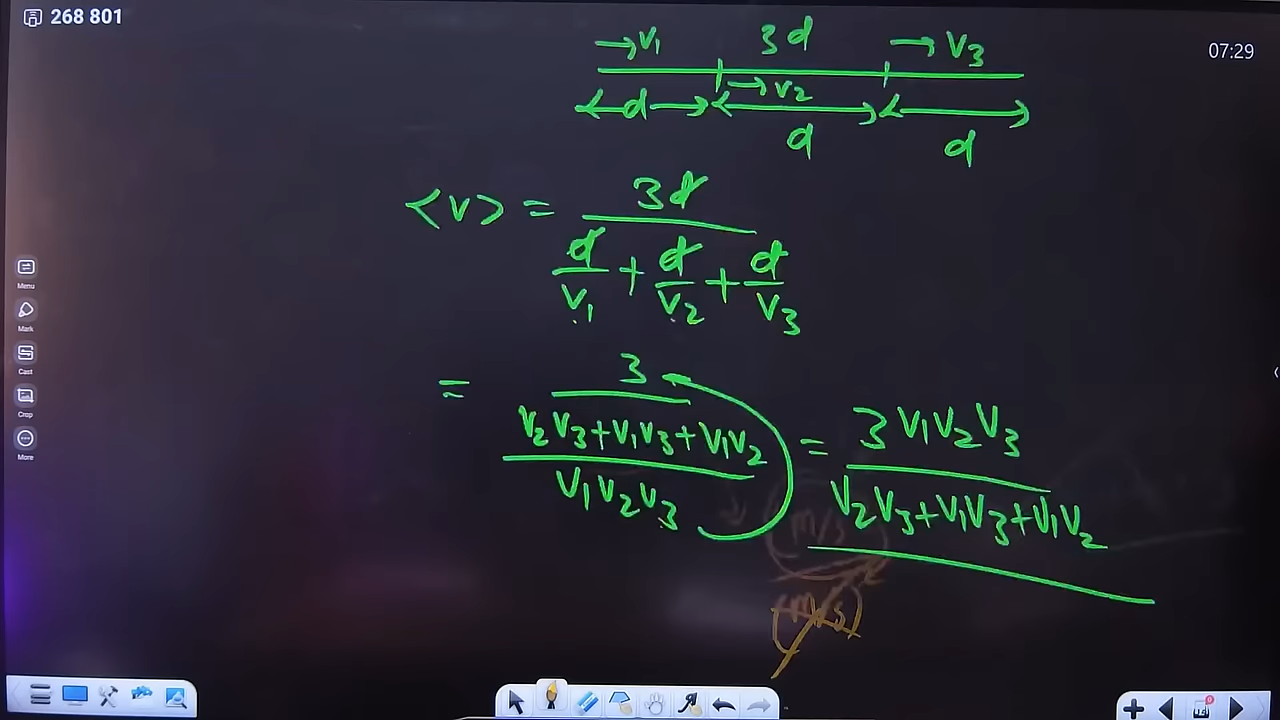 268 801
07:29
→V1 3d →V3
→V2
<d→ <d→ <d→
<v> = 3d / (d/V1 + d/V2 + d/V3)
= 3 / ((V2V3+V1V3+V1V2) / V1V2V3) = 3V1V2V3 / (V2V3+V1V3+V1V2)
(m/s)
Menu
Mark
Cast
Crop
More